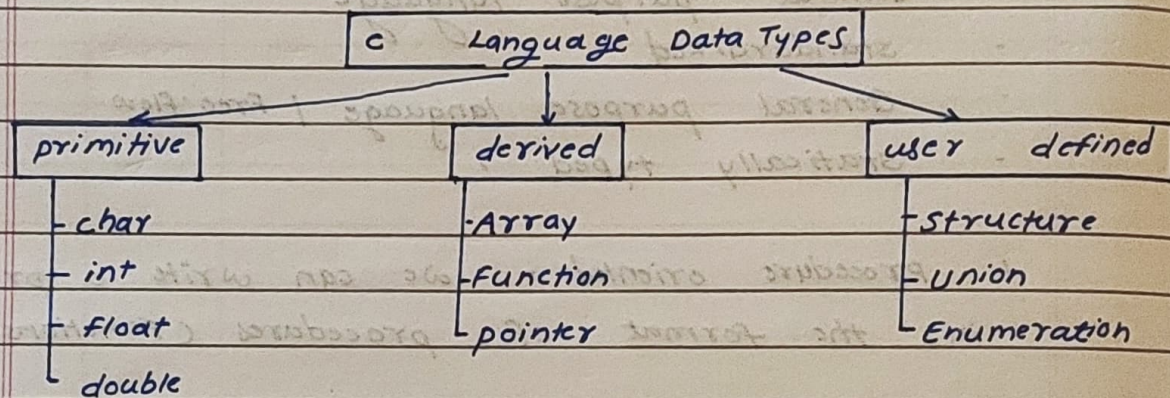 c Language Data Types
primitive derived user defined
char Array structure
int function union
float pointer Enumeration
double